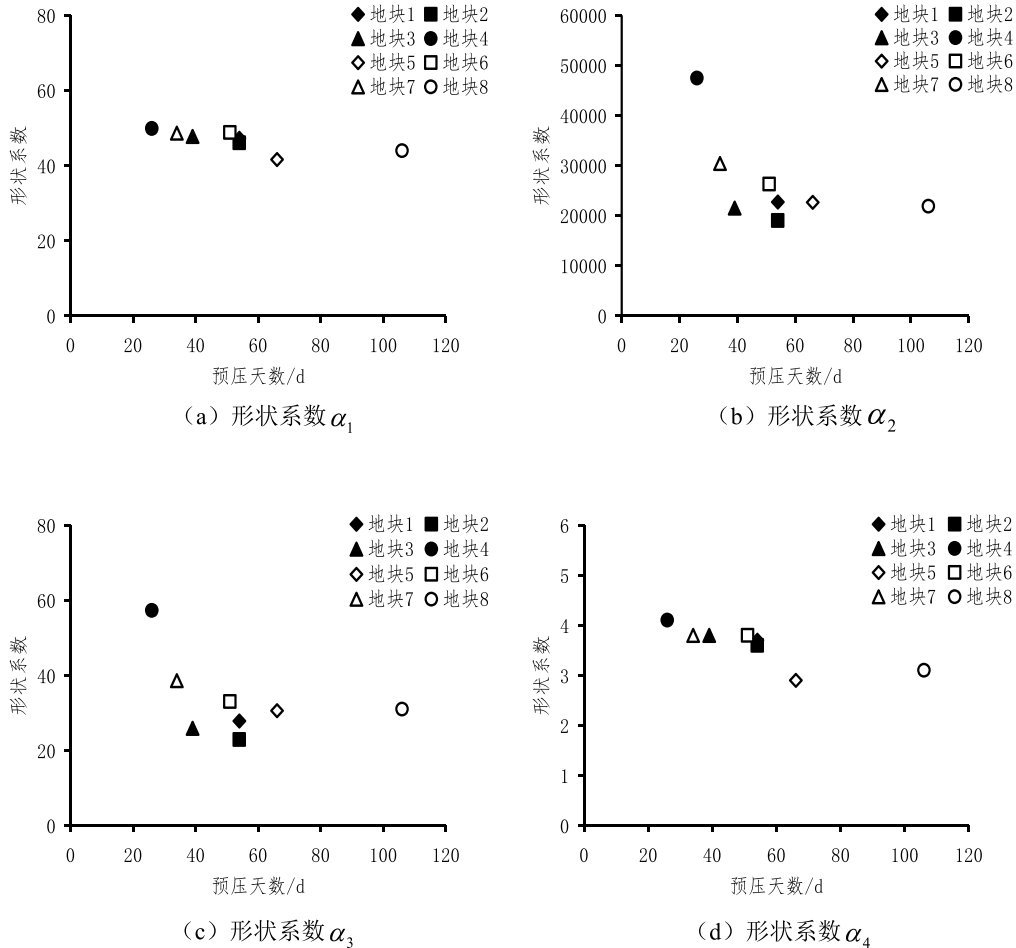 80
60
40
20
0
形状系数
地块1 地块2
地块3 地块4
地块5 地块6
地块7 地块8
0 20 40 60 80 100 120
预压天数/d
（a）形状系数 α₁
60000
50000
40000
30000
20000
10000
0
形状系数
地块1 地块2
地块3 地块4
地块5 地块6
地块7 地块8
0 20 40 60 80 100 120
预压天数/d
（b）形状系数 α₂
80
60
40
20
0
形状系数
地块1 地块2
地块3 地块4
地块5 地块6
地块7 地块8
0 20 40 60 80 100 120
预压天数/d
（c）形状系数 α₃
6
5
4
3
2
1
0
形状系数
地块1 地块2
地块3 地块4
地块5 地块6
地块7 地块8
0 20 40 60 80 100 120
预压天数/d
（d）形状系数 α₄